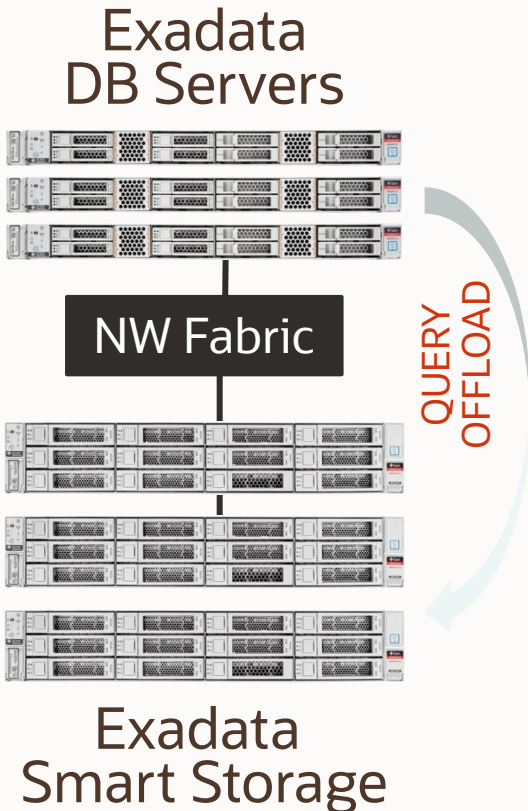 Exadata
DB Servers
NW Fabric
QUERY
OFFLOAD
Exadata
Smart Storage